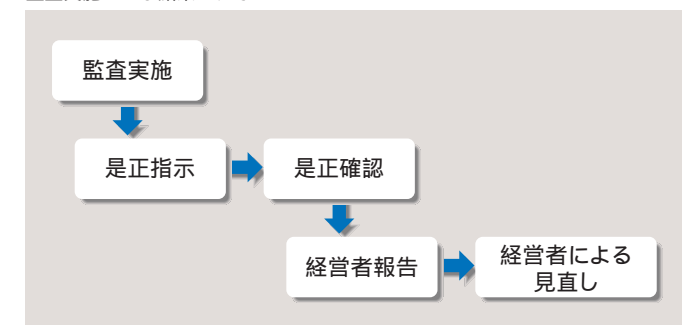 監査実施
是正指示
是正確認
経営者報告
経営者による
見直し